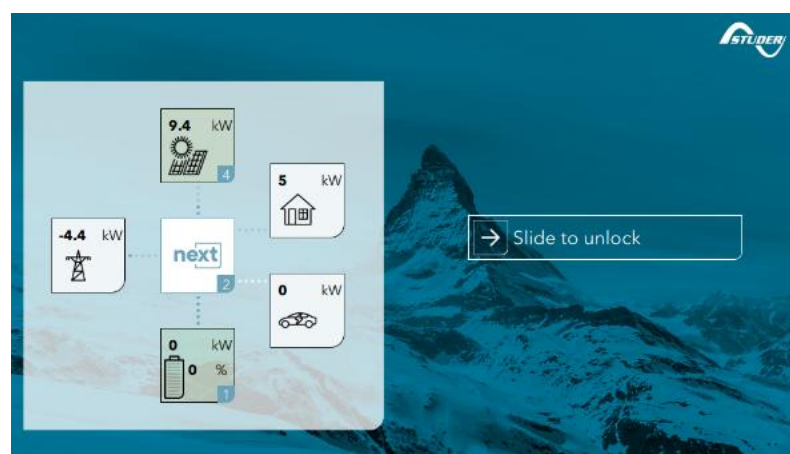 STUDER
9.4 kW
4
5 kW
-4.4 kW
next
2
Slide to unlock
0 kW
0 kW
0 %
1